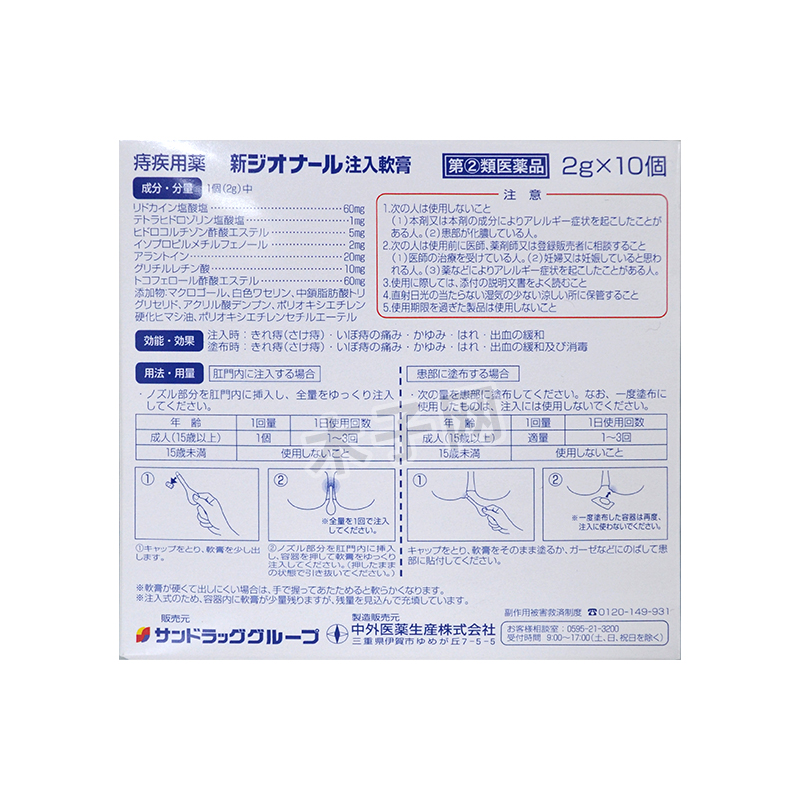 痔疾用薬 新ジオナール注入軟膏 指②類医薬品 2g×10個
成分・分量 1個(2g)中
リドカイン塩酸塩 60mg
テトラヒドロゾリン塩酸塩 1mg
ヒドロコルチゾン酢酸エステル 5mg
イソプロピルメチルフェノール 2mg
アラントイン 20mg
グリチルレチン酸 10mg
トコフェロール酢酸エステル 60mg
添加物:マクロゴール、白色ワセリン、中鎖脂肪酸トリ
グリセリド、アクリル酸デンプン、ポリオキシエチレン
硬化ヒマシ油、ポリオキシエチレンセチルエーテル
注意
1.次の人は使用しないこと
(1)本剤又は本剤の成分によりアレルギー症状を起こしたことが
ある人。(2)患部が化膿している人。
2.次の人は使用前に医師、薬剤師又は登録販売者に相談すること
(1)医師の治療を受けている人。(2)妊婦又は妊娠していると思わ
れる人。(3)薬などによりアレルギー症状を起こしたことがある人。
3.使用に際しては、添付の説明文書をよく読むこと
4.直射日光の当たらない湿気の少ない涼しい所に保管すること
5.使用期限を過ぎた製品は使用しないこと
効能・効果
注入時:きれ痔(さけ痔)・いぼ痔の痛み・かゆみ・はれ・出血の緩和
塗布時:きれ痔(さけ痔)・いぼ痔の痛み・かゆみ・はれ・出血の緩和及び消毒
用法・用量 肛門内に注入する場合
・ノズル部分を肛門内に挿入し、全量をゆっくり注入
してください。
年齢 1回量 1日使用回数
成人(15歳以上) 1個 1〜3回
15歳未満 使用しないこと
①
②
※全量を1回で注入
してください。
①キャップをとり、軟膏を少し出
します。
②ノズル部分を肛門内に挿入
し、容器を押して軟膏をゆっくり
注入してください。(押したまま
の状態で引き抜いてください。)
患部に塗布する場合
・次の量を患部に塗布してください。なお、一度塗布に
使用したものは、注入には使用しないでください。
年齢 1回量 1日使用回数
成人(15歳以上) 適量 1〜3回
15歳未満 使用しないこと
①
②
※一度塗布した容器は再度、
注入に使わないでください。
キャップをとり、軟膏をそのまま塗るか、ガーゼなどにのばして患
部に貼付してください。
※軟膏が硬くて出しにくい場合は、手で握ってあたためると軟らかくなります。
※注入式のため、容器内に軟膏が少量残りますが、残量を見込んで充填しています。
副作用被害救済制度 ☎0120-149-931
販売元
サンドラッググループ
製造販売元
中外医薬生産株式会社
三重県伊賀市ゆめが丘7-5-5
お客様相談室:0595-21-3200
受付時間 9:00〜17:00(土、日、祝日を除く)
木子网